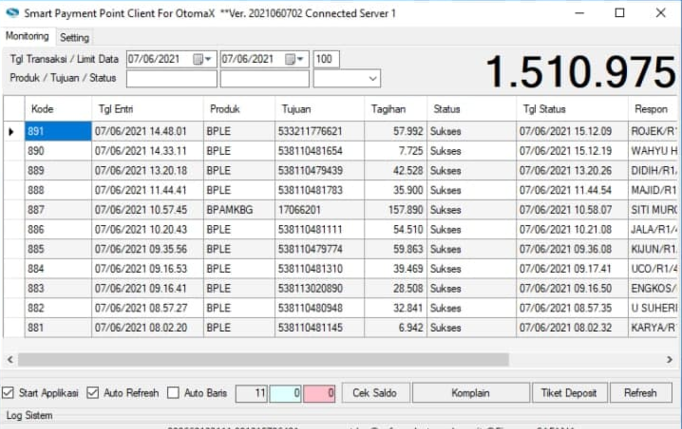 Smart Payment Point Client For OtomaX **Ver. 2021060702 Connected Server 1
Monitoring Setting
Tgl Transaksi / Limit Data 07/06/2021 07/06/2021 100
Produk / Tujuan / Status
1.510.975
Kode Tgl Entri Produk Tujuan Tagihan Status Tgl Status Respon
891 07/06/2021 14.48.01 BPLE 533211776621 57.992 Sukses 07/06/2021 15.12.09 ROJEK/R1
890 07/06/2021 14.33.11 BPLE 538110481654 7.725 Sukses 07/06/2021 15.12.19 WAHYU H
889 07/06/2021 13.20.18 BPLE 538110479439 42.528 Sukses 07/06/2021 13.20.26 DIDIH/R1/
888 07/06/2021 11.44.41 BPLE 538110481783 35.900 Sukses 07/06/2021 11.44.54 MAJID/R1
887 07/06/2021 10.57.45 BPAMKBG 17066201 157.890 Sukses 07/06/2021 10.58.07 SITI
886 07/06/2021 10.20.43 BPLE 538110481111 54.510 Sukses 07/06/2021 10.21.08 JALA/R1/4
885 07/06/2021 09.35.56 BPLE 538110479774 59.863 Sukses 07/06/2021 09.36.08 KIJUN/R1
884 07/06/2021 09.16.53 BPLE 538110481310 39.469 Sukses 07/06/2021 09.17.41 UCO/R1/4
883 07/06/2021 09.16.41 BPLE 538113020890 28.508 Sukses 07/06/2021 09.16.50 ENGKOS/
882 07/06/2021 08.57.27 BPLE 538110480948 32.841 Sukses 07/06/2021 08.57.35 U SUHERI
881 07/06/2021 08.02.20 BPLE 538110481145 6.942 Sukses 07/06/2021 08.02.32 KARYA/R
Start Applikasi Auto Refresh Auto Baris 11 0 0 Cek Saldo Komplain Tiket Deposit Refresh
Log Sistem